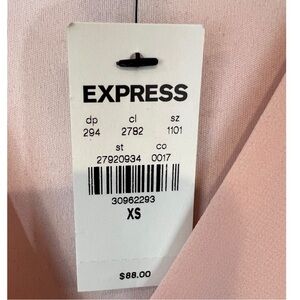 EXPRESS
dp cl sz
294 2782 1101
st co
27920934 0017
30962293
XS
$88.00